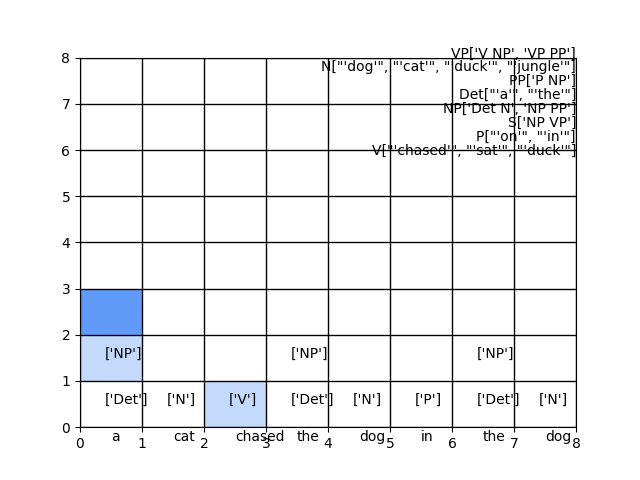 VP['V NP', 'VP PP']
N["'dog'", "'cat'", "'duck'", "'jungle'"]
PP['P NP']
Det["'a'", "'the'"]
NP['Det N', 'NP PP']
S['NP VP']
P["'on'", "'in'"]
V["'chased'", "'sat'", "'duck'"]
8
7
6
5
4
3
2
['NP'] ['NP'] ['NP']
1
['Det'] ['N'] ['V'] ['Det'] ['N'] ['P'] ['Det'] ['N']
0
a cat chased the dog in the dog
0 1 2 3 4 5 6 7 8